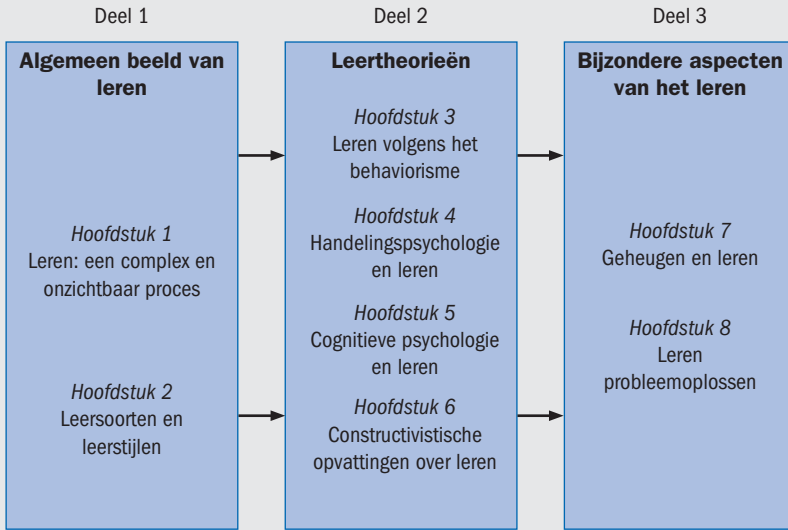 Deel 1
Algemeen beeld van
leren
Hoofdstuk 1
Leren: een complex en
onzichtbaar proces
Hoofdstuk 2
Leersoorten en
leerstijlen
Deel 2
Leertheorieën
Hoofdstuk 3
Leren volgens het
behaviorisme
Hoofdstuk 4
Handelingspsychologie
en leren
Hoofdstuk 5
Cognitieve psychologie
en leren
Hoofdstuk 6
Constructivistische
opvattingen over leren
Deel 3
Bijzondere aspecten
van het leren
Hoofdstuk 7
Geheugen en leren
Hoofdstuk 8
Leren
probleemoplossen